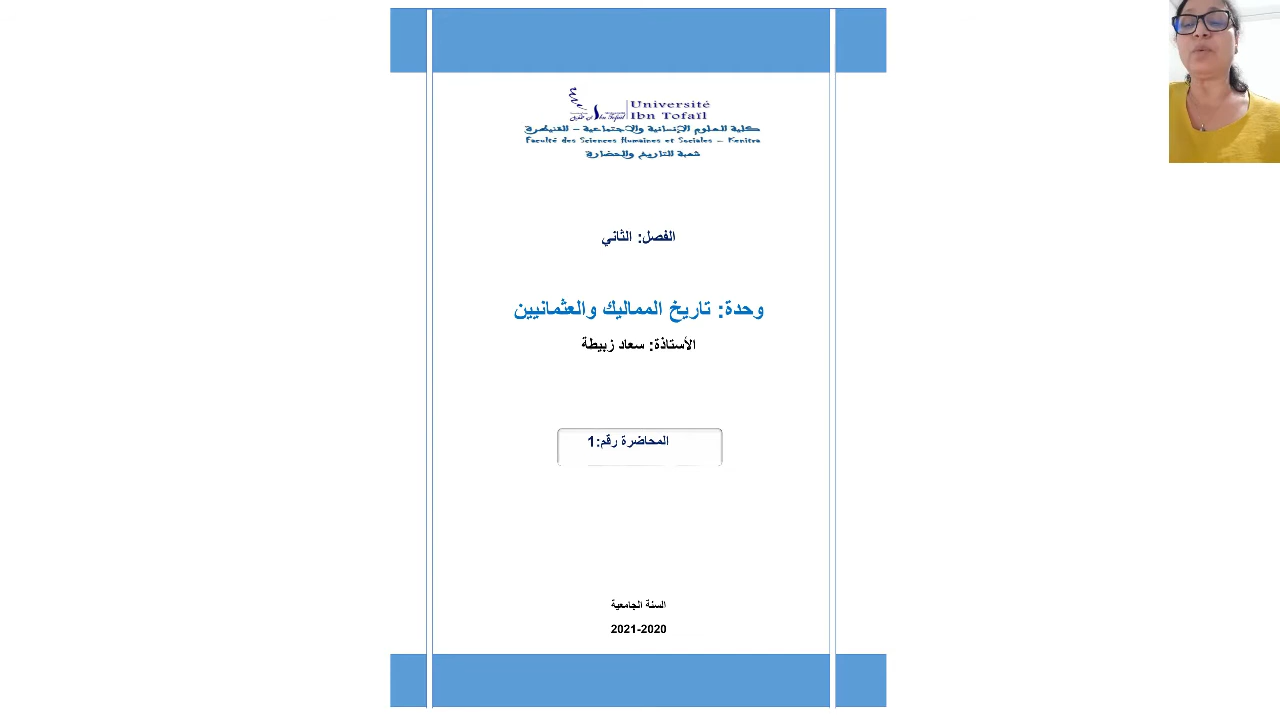 Université
Ibn Tofaïl
كلية العلوم الإنسانية والاجتماعية – القنيطرة
Faculté des Sciences Humaines et Sociales – Kenitra
شعبة التاريخ والحضارة
الفصل: الثاني
وحدة: تاريخ المماليك والعثمانيين
الأستاذة: سعاد زبيطة
المحاضرة رقم:1
السنة الجامعية
2021-2020